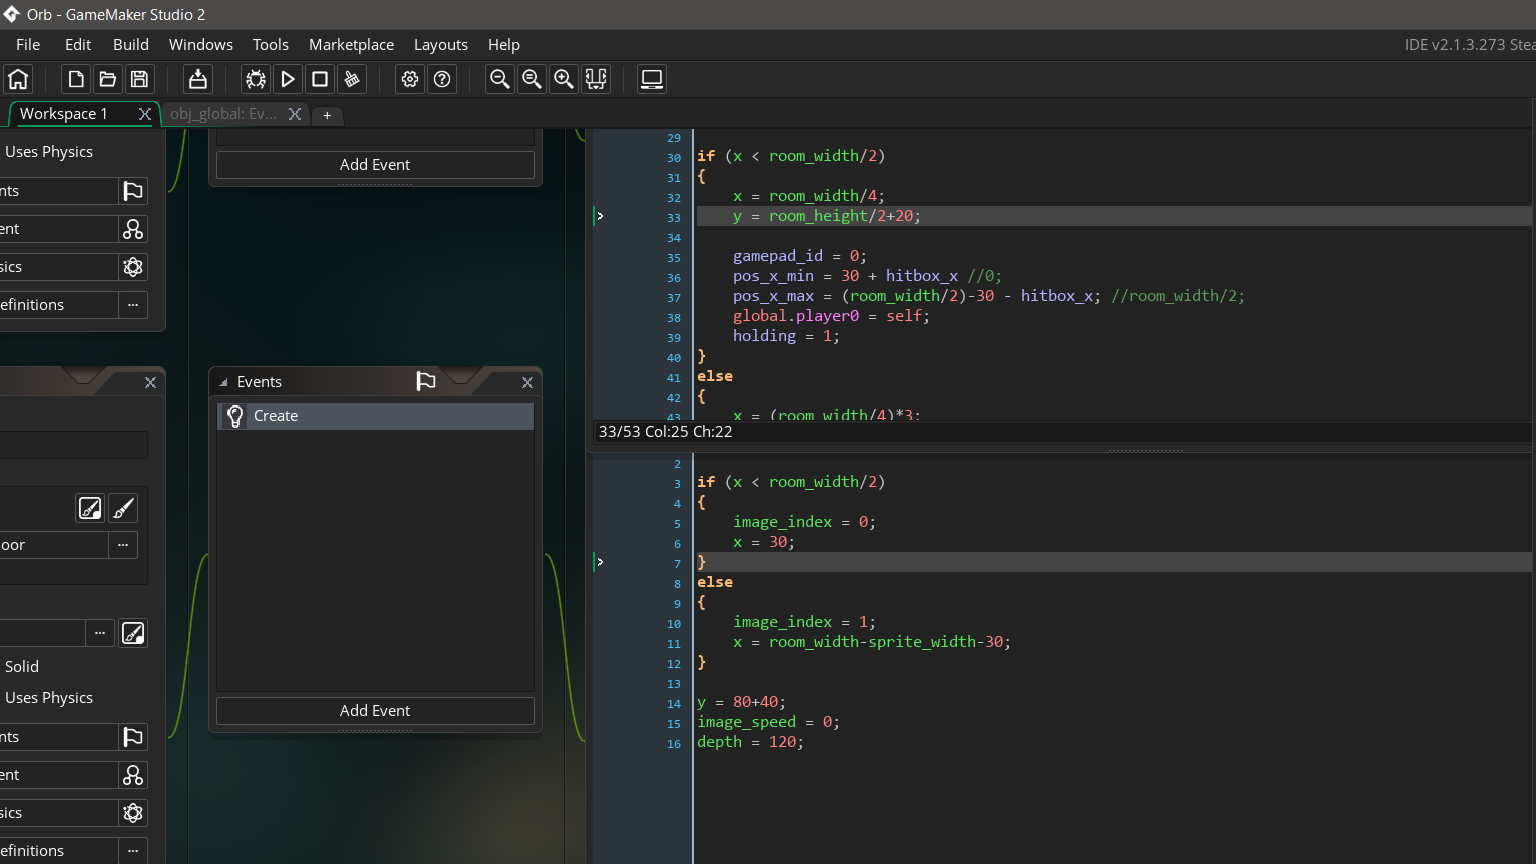 Orb - GameMaker Studio 2
File Edit Build Windows Tools Marketplace Layouts Help
IDE v2.1.3.273 Stea
Workspace 1 X obj_global: Ev... X +
Uses Physics
nts
ent
sics
efinitions ...
Add Event
Events
Create
Add Event
oor ...
...
Solid
Uses Physics
nts
ent
sics
efinitions ...
29
30 if (x < room_width/2)
31 {
32 x = room_width/4;
33 y = room_height/2+20;
34
35 gamepad_id = 0;
36 pos_x_min = 30 + hitbox_x //0;
37 pos_x_max = (room_width/2)-30 - hitbox_x; //room_width/2;
38 global.player0 = self;
39 holding = 1;
40 }
41 else
42 {
43 x = (room_width/4)*3;
33/53 Col:25 Ch:22
2
3 if (x < room_width/2)
4 {
5 image_index = 0;
6 x = 30;
7 }
8 else
9 {
10 image_index = 1;
11 x = room_width-sprite_width-30;
12 }
13
14 y = 80+40;
15 image_speed = 0;
16 depth = 120;